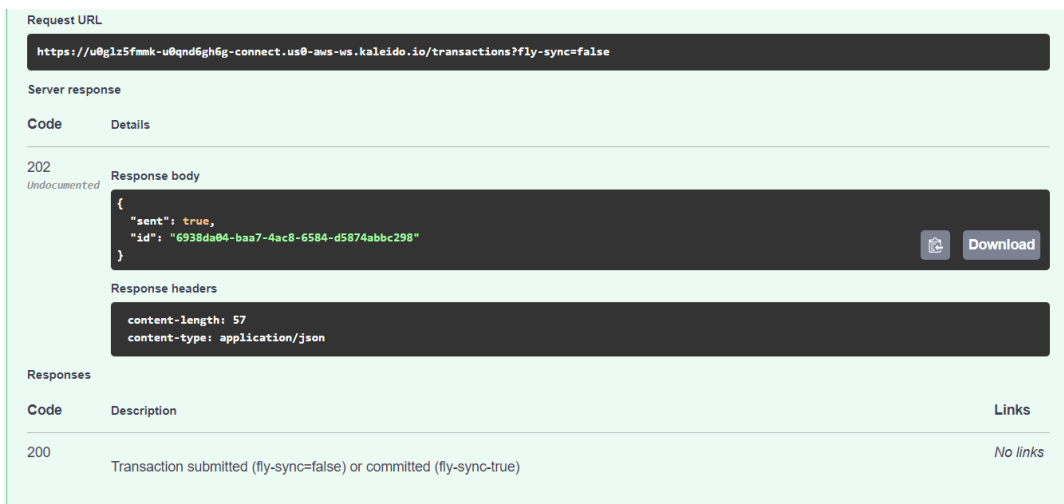 Request URL
https://u0glz5fmmk-u0qnd6gh6g-connect.us0-aws-ws.kaleido.io/transactions?fly-sync=false
Server response
Code Details
202
Undocumented
Response body
{
"sent": true,
"id": "6938da04-baa7-4ac8-6584-d5874abbc298"
}
Download
Response headers
content-length: 57
content-type: application/json
Responses
Code Description Links
200 No links
Transaction submitted (fly-sync=false) or committed (fly-sync-true)